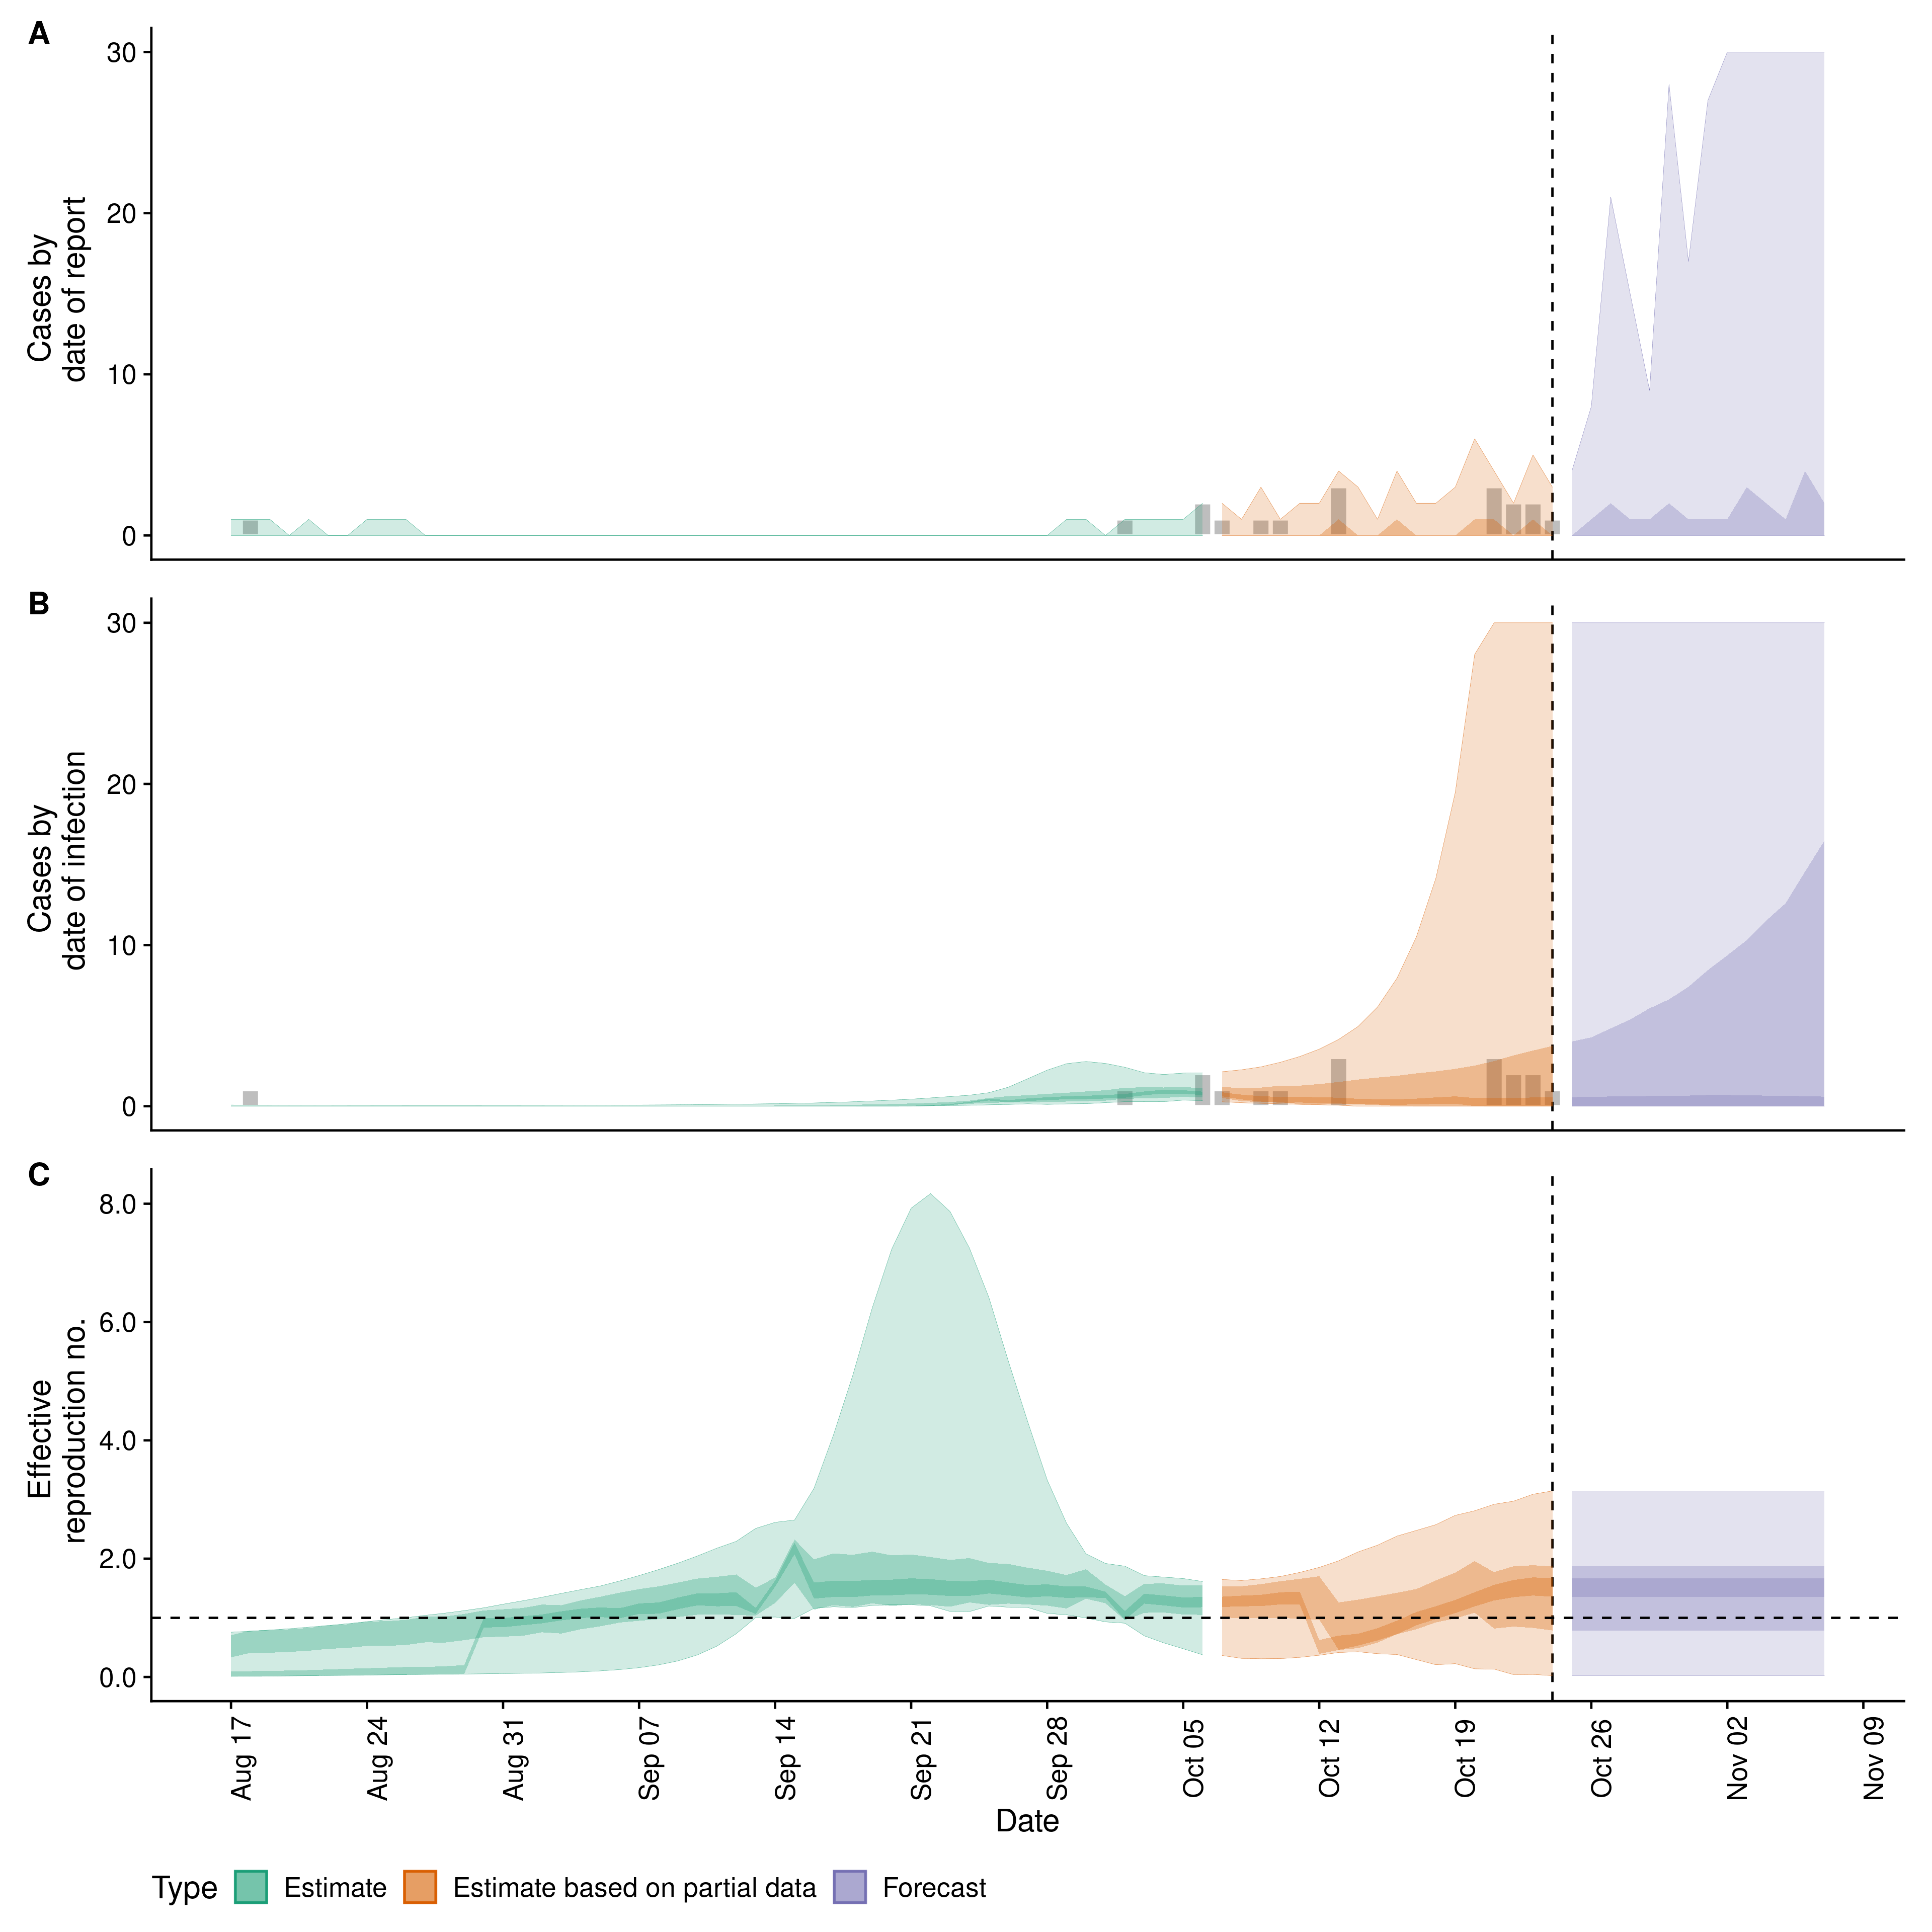 A
30
20
10
0
Cases by
date of report
B
30
20
10
0
Cases by
date of infection
C
8.0
6.0
4.0
2.0
0.0
Effective
reproduction no.
Aug 17
Aug 24
Aug 31
Sep 07
Sep 14
Sep 21
Sep 28
Oct 05
Oct 12
Oct 19
Oct 26
Nov 02
Nov 09
Date
Type Estimate Estimate based on partial data Forecast